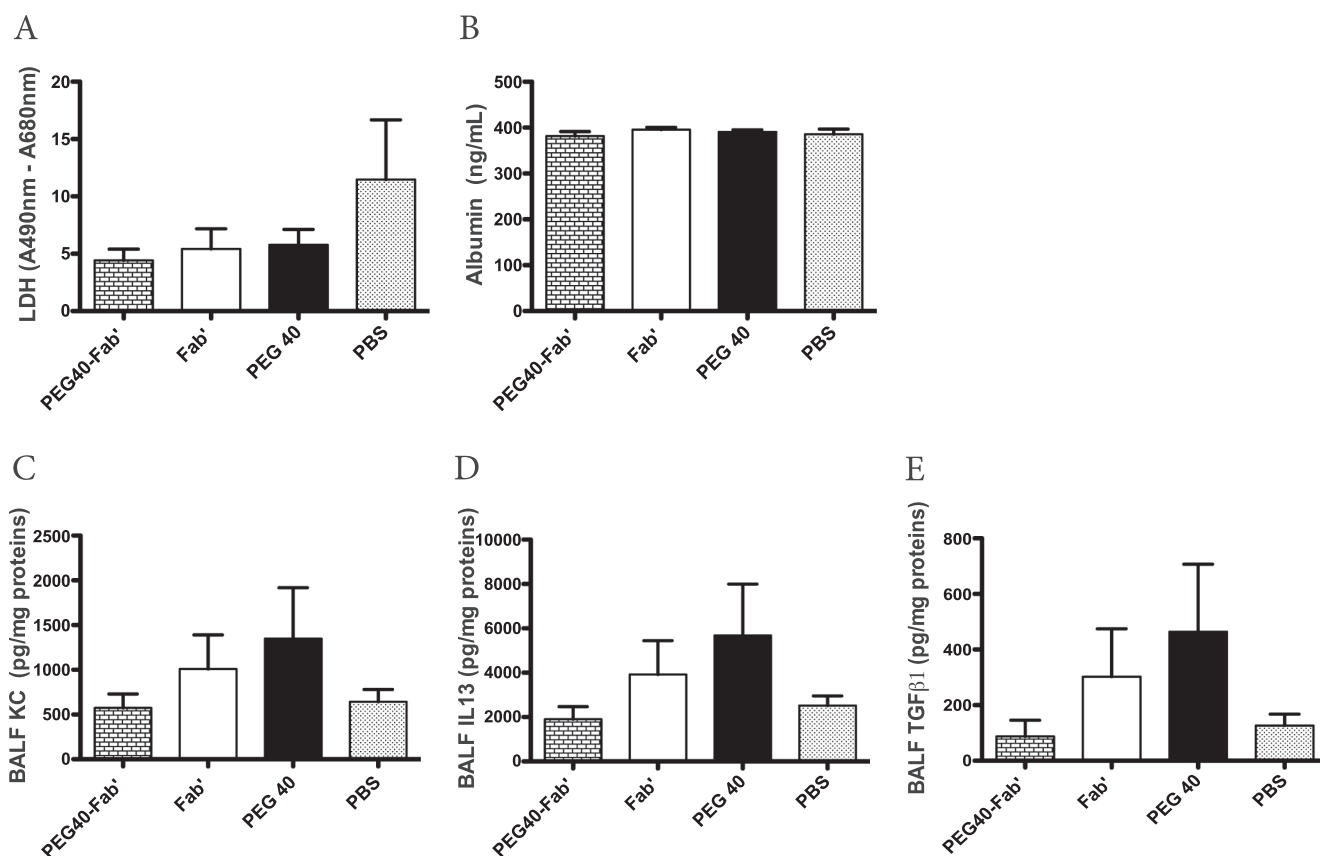 A
LDH (A490nm - A680nm)
20
15
10
5
0
PEG40-Fab'
Fab'
PEG 40
PBS
B
Albumin (ng/mL)
500
400
300
200
100
0
PEG40-Fab'
Fab'
PEG 40
PBS
C
BALF KC (pg/mg proteins)
2500
2000
1500
1000
500
0
PEG40-Fab'
Fab'
PEG 40
PBS
D
BALF IL13 (pg/mg proteins)
10000
8000
6000
4000
2000
0
PEG40-Fab'
Fab'
PEG 40
PBS
E
BALF TGFβ1 (pg/mg proteins)
800
600
400
200
0
PEG40-Fab'
Fab'
PEG 40
PBS